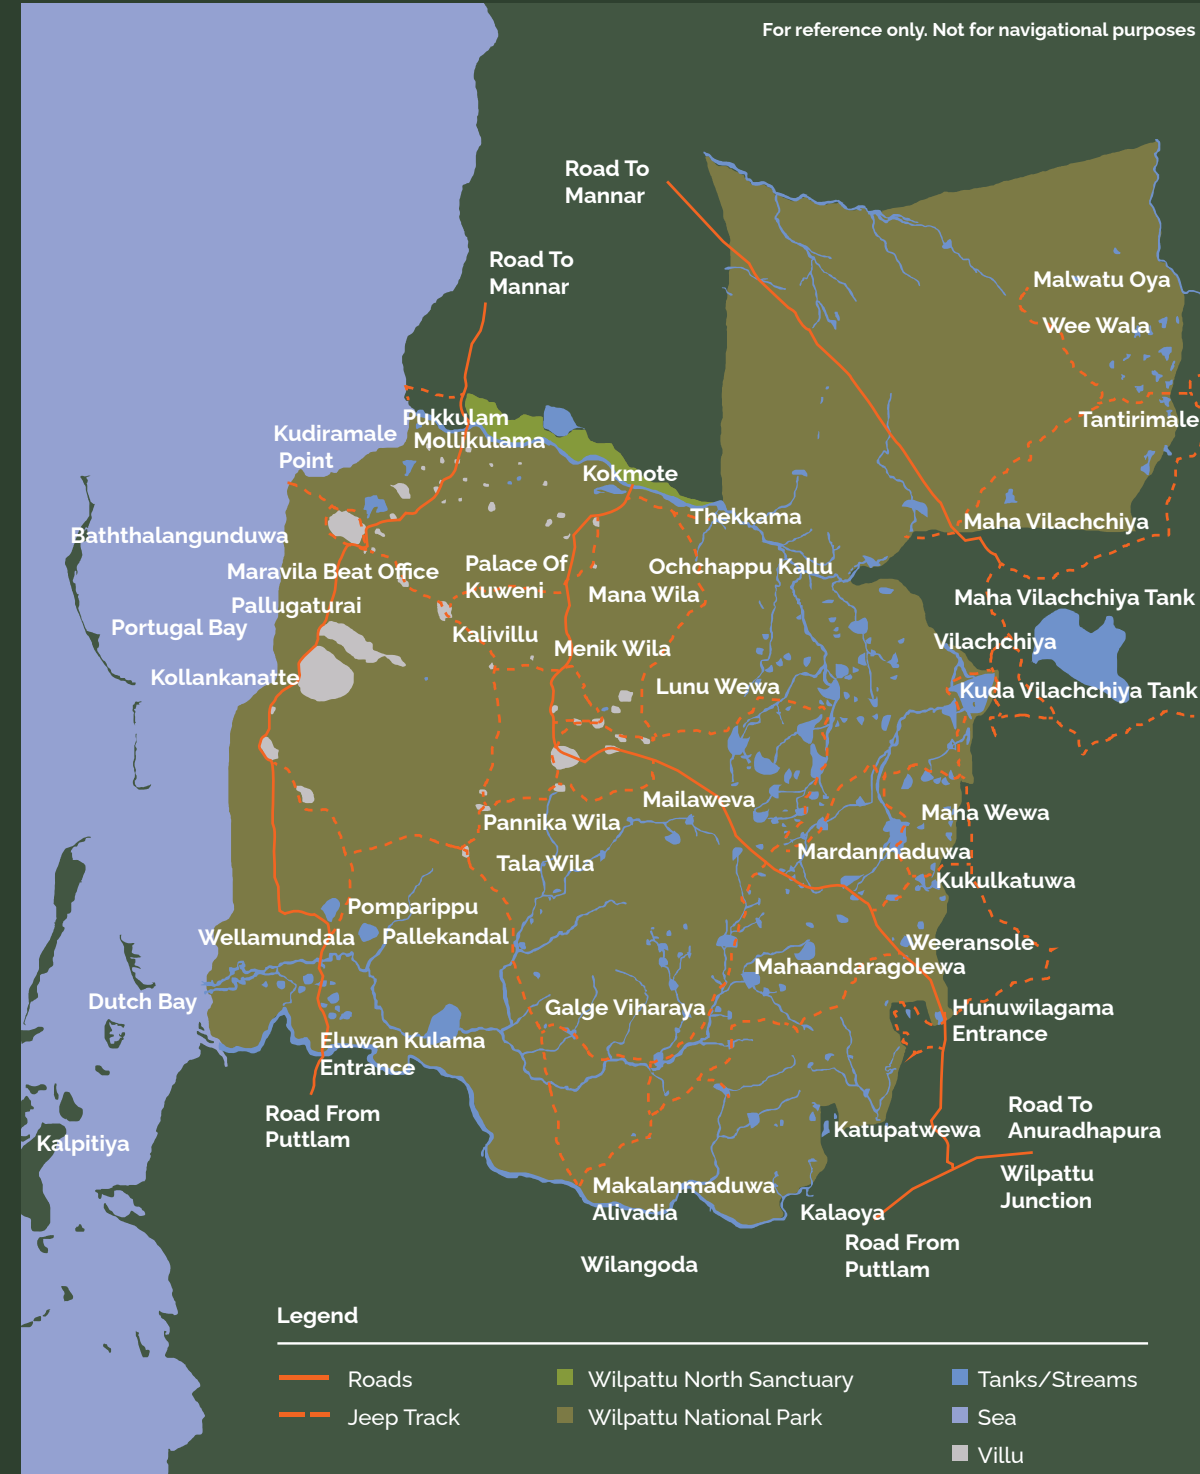 For reference only. Not for navigational purposes
Road To
Mannar
Road To
Mannar
Malwatu Oya
Wee Wala
Tantirimale
Pukkulam
Mollikulama
Kudiramale
Point
Kokmote
Thekkama
Maha Vilachchiya
Baththalangunduwa
Maravila Beat Office
Palace Of
Kuweni
Ochchappu Kallu
Mana Wila
Maha Vilachchiya Tank
Pallugaturai
Portugal Bay
Kalivillu
Menik Wila
Vilachchiya
Kollankanatte
Lunu Wewa
Kuda Vilachchiya Tank
Mailaweva
Maha Wewa
Pannika Wila
Mardanmaduwa
Tala Wila
Kukulkatuwa
Pomparippu
Wellamundala
Pallekandal
Weeransole
Mahaandaragolewa
Dutch Bay
Galge Viharaya
Hunuwilagama
Entrance
Eluwan Kulama
Entrance
Road From
Puttlam
Road To
Anuradhapura
Kalpitiya
Katupatwewa
Wilpattu
Junction
Makalanmaduwa
Alivadia
Kalaoya
Road From
Puttlam
Wilangoda
Legend
Roads
Wilpattu North Sanctuary
Tanks/Streams
Jeep Track
Wilpattu National Park
Sea
Villu